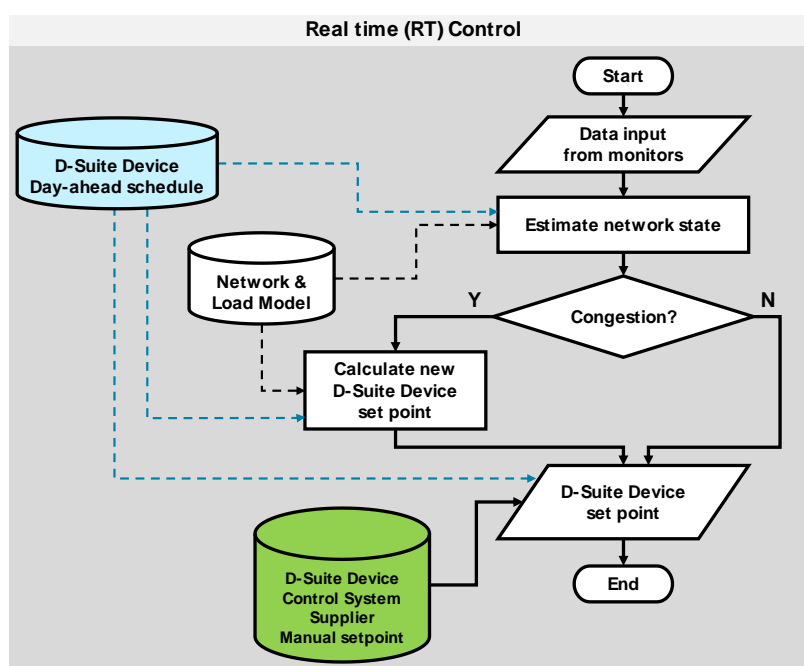 Real time (RT) Control
Start
Data input
from monitors
D-Suite Device
Day-ahead schedule
Estimate network state
Network &
Load Model
Y
N
Congestion?
Calculate new
D-Suite Device
set point
D-Suite Device
set point
D-Suite Device
Control System
Supplier
Manual setpoint
End